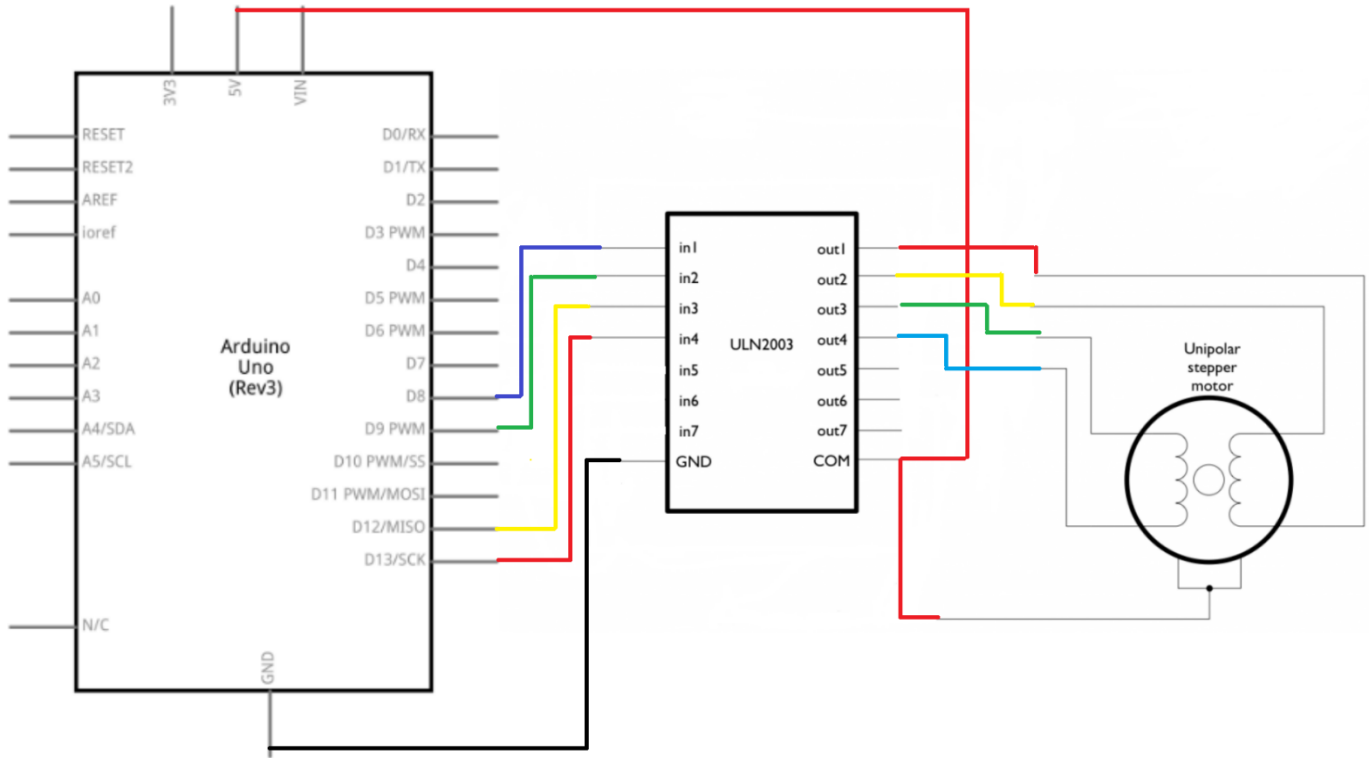 3V3
5V
VIN
RESET
RESET2
AREF
ioref
A0
A1
A2
A3
A4/SDA
A5/SCL
N/C
Arduino
Uno
(Rev3)
D0/RX
D1/TX
D2
D3 PWM
D4
D5 PWM
D6 PWM
D7
D8
D9 PWM
D10 PWM/SS
D11 PWM/MOSI
D12/MISO
D13/SCK
GND
in1
in2
in3
in4
in5
in6
in7
GND
ULN2003
out1
out2
out3
out4
out5
out6
out7
COM
Unipolar
stepper
motor